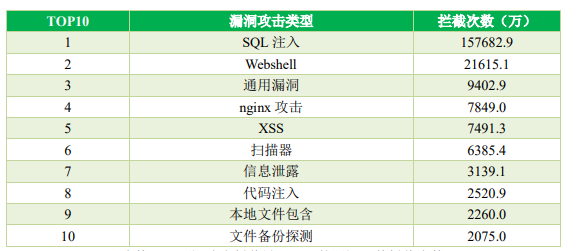 TOP10 漏洞攻击类型 拦截次数（万）
1 SQL 注入 157682.9
2 Webshell 21615.1
3 通用漏洞 9402.9
4 nginx 攻击 7849.0
5 XSS 7491.3
6 扫描器 6385.4
7 信息泄露 3139.1
8 代码注入 2520.9
9 本地文件包含 2260.0
10 文件备份探测 2075.0